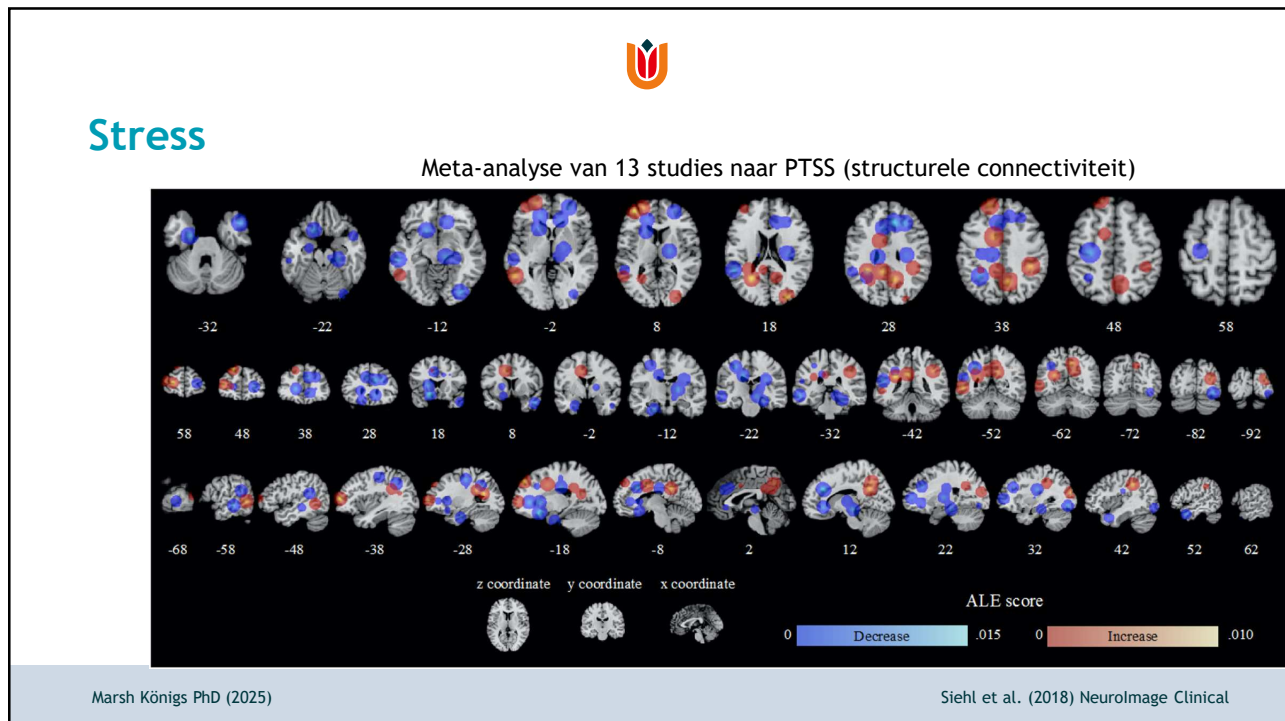 Stress
Meta-analyse van 13 studies naar PTSS (structurele connectiviteit)
-32 -22 -12 -2 8 18 28 38 48 58
58 48 38 28 18 8 -2 -12 -22 -32 -42 -52 -62 -72 -82 -92
-68 -58 -48 -38 -28 -18 -8 2 12 22 32 42 52 62
z coordinate y coordinate x coordinate
ALE score
0 Decrease .015 0 Increase .010
Marsh Königs PhD (2025) Siehl et al. (2018) NeuroImage Clinical